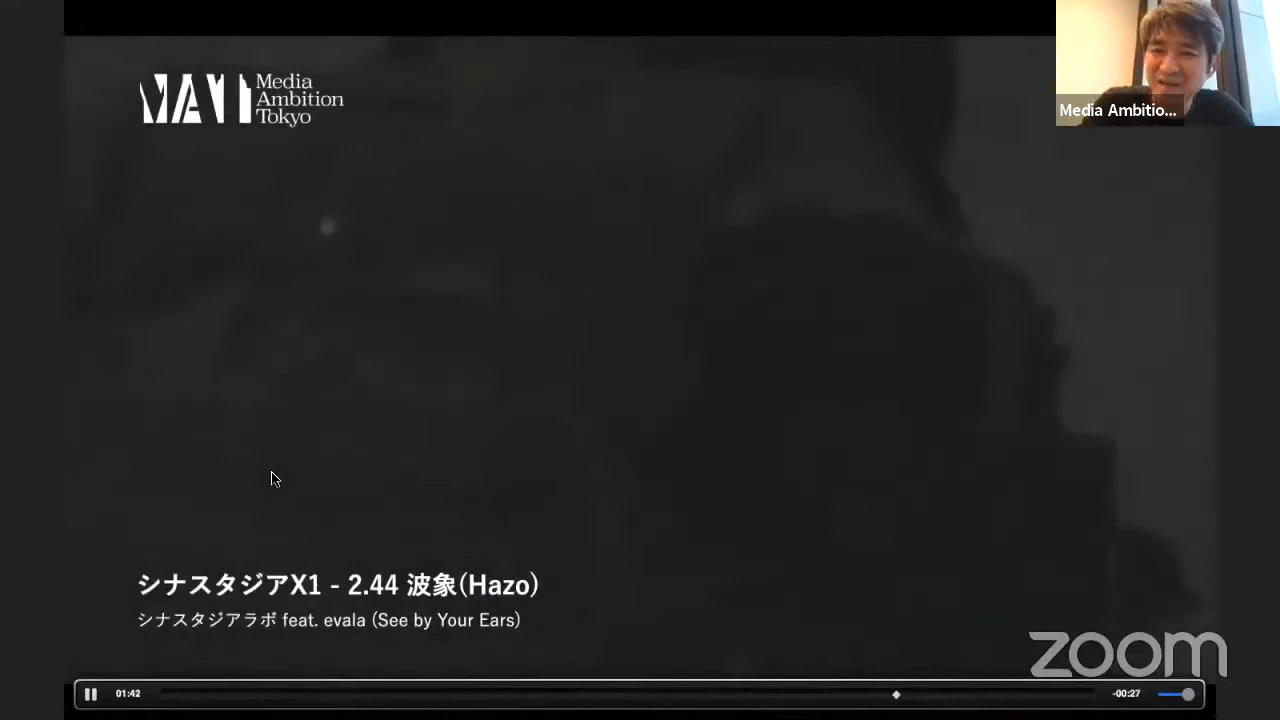 MAT
Media
Ambition
Tokyo
Media Ambitio...
シナスタジアX1 - 2.44 波象(Hazo)
シナスタジアラボ feat. evala (See by Your Ears)
zoom
01:42
-00:27